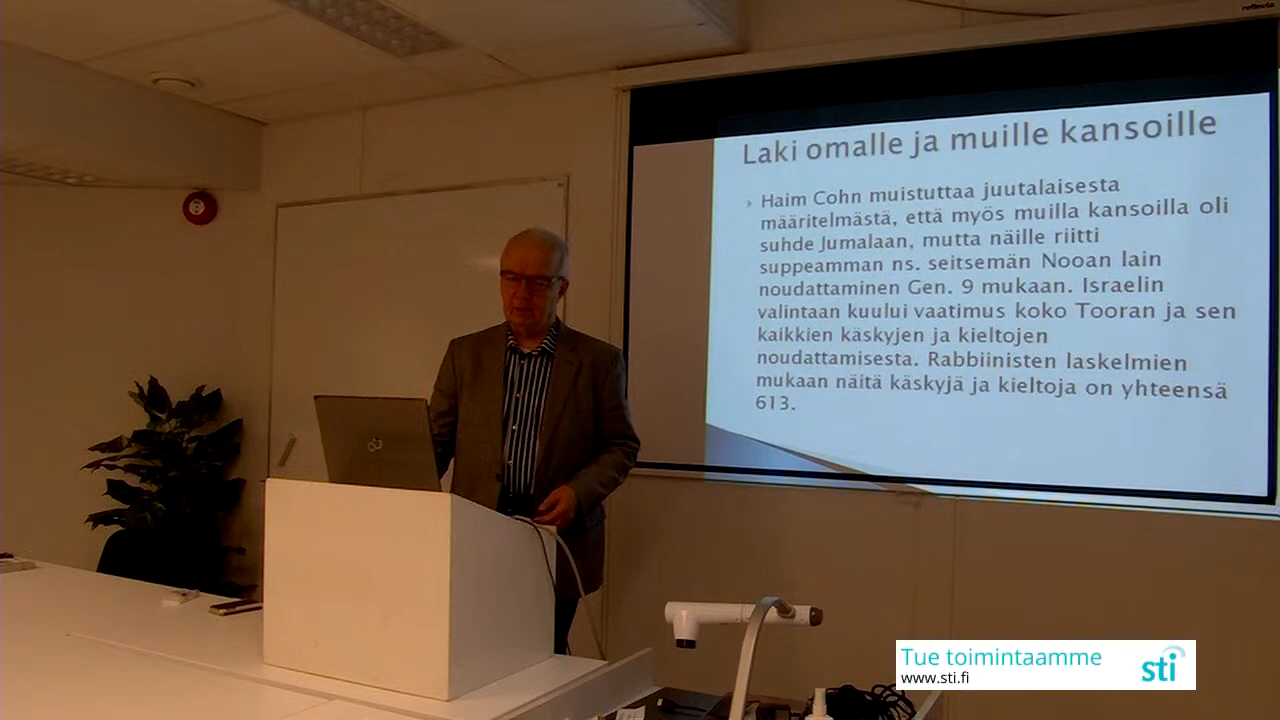 reflecta
Laki omalle ja muille kansoille
Haim Cohn muistuttaa juutalaisesta
määritelmästä, että myös muilla kansoilla oli
suhde Jumalaan, mutta näille riitti
suppeamman ns. seitsemän Nooan lain
noudattaminen Gen. 9 mukaan. Israelin
valintaan kuului vaatimus koko Tooran ja sen
kaikkien käskyjen ja kieltojen
noudattamisesta. Rabbiinisten laskelmien
mukaan näitä käskyjä ja kieltoja on yhteensä
613.
Tue toimintaamme
www.sti.fi
sti